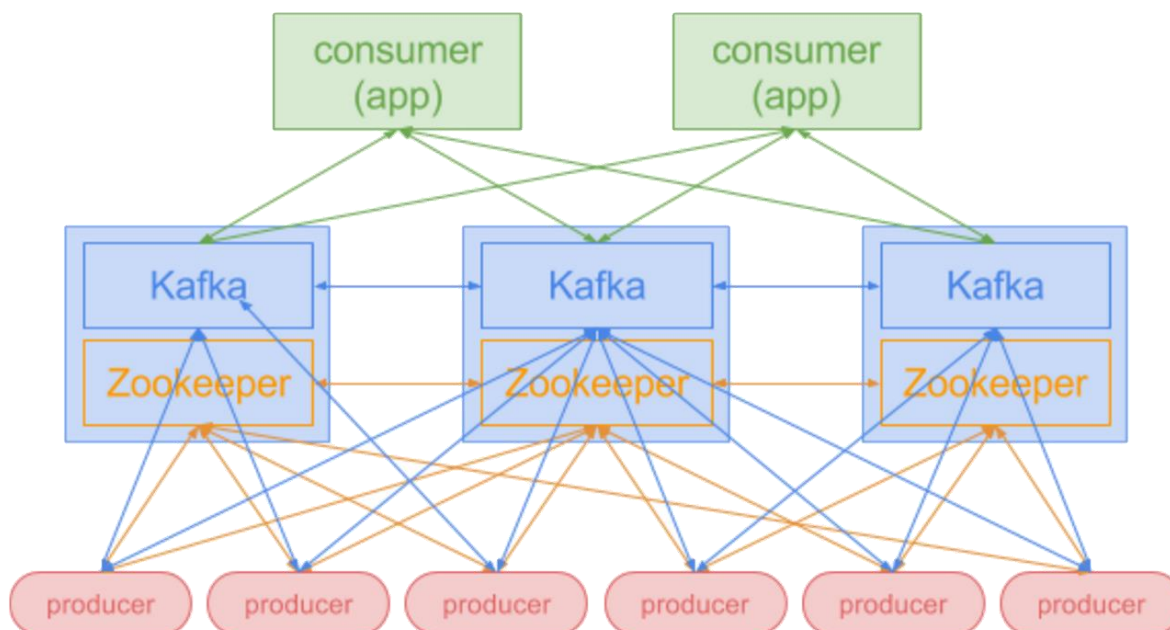 consumer
(app)
consumer
(app)
Kafka
Kafka
Kafka
Zookeeper
Zookeeper
Zookeeper
producer
producer
producer
producer
producer
producer